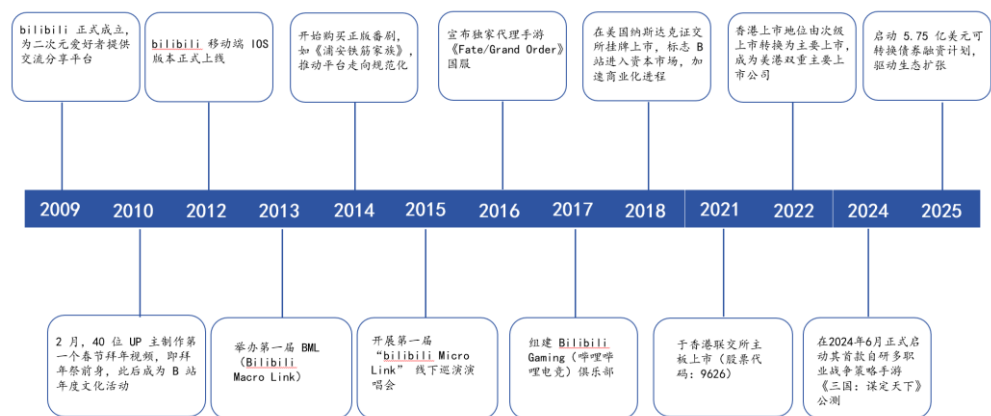 bilibili 正式成立，
为二次元爱好者提供
交流分享平台
bilibili 移动端 IOS
版本正式上线
开始购买正版番剧，
如《浦安铁筋家族》，
推动平台走向规范化
宣布独家代理手游
《Fate/Grand Order》
国服
在美国纳斯达克证交
所挂牌上市，标志 B
站进入资本市场，加
速商业化进程
香港上市地位由次级
上市转换为主要上市，
成为美港双重主要上
市公司
启动 5.75 亿美元可
转换债券融资计划，
驱动生态扩张
2009 2010 2012 2013 2014 2015 2016 2017 2018 2021 2022 2024 2025
2 月，40 位 UP 主制作第
一个春节拜年视频，即拜
年祭前身，此后成为 B 站
年度文化活动
举办第一届 BML
（Bilibili
Macro Link）
开展第一届
“bilibili Micro
Link” 线下巡演演
唱会
组建 Bilibili
Gaming（哔哩哔
哩电竞）俱乐部
于香港联交所主
板上市（股票代
码：9626）
在2024年6月正式启
动其首款自研多职
业战争策略手游
《三国：谋定天下》
公测